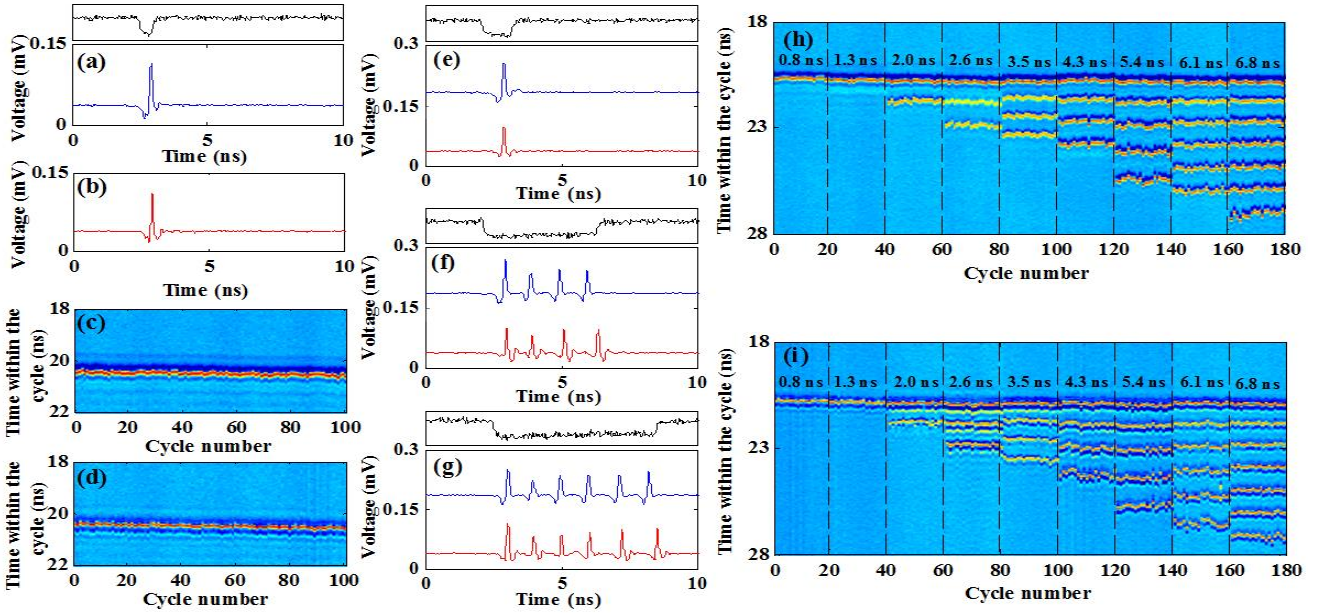 (a)
Voltage (mV)
0.15
0
0 5 10
Time (ns)
(b)
Voltage (mV)
0.15
0
0 5 10
Time (ns)
(c)
Time within the
cycle (ns)
18
20
22
0 20 40 60 80 100
Cycle number
(d)
Time within the
cycle (ns)
18
20
22
0 20 40 60 80 100
Cycle number
(e)
Voltage (mV)
0.3
0.15
0
0 5 10
Time (ns)
(f)
Voltage (mV)
0.3
0.15
0
0 5 10
Time (ns)
(g)
Voltage (mV)
0.3
0.15
0
0 5 10
Time (ns)
(h)
0.8 ns 1.3 ns 2.0 ns 2.6 ns 3.5 ns 4.3 ns 5.4 ns 6.1 ns 6.8 ns
Time within the cycle (ns)
18
23
28
0 20 40 60 80 100 120 140 160 180
Cycle number
(i)
0.8 ns 1.3 ns 2.0 ns 2.6 ns 3.5 ns 4.3 ns 5.4 ns 6.1 ns 6.8 ns
Time within the cycle (ns)
18
23
28
0 20 40 60 80 100 120 140 160 180
Cycle number